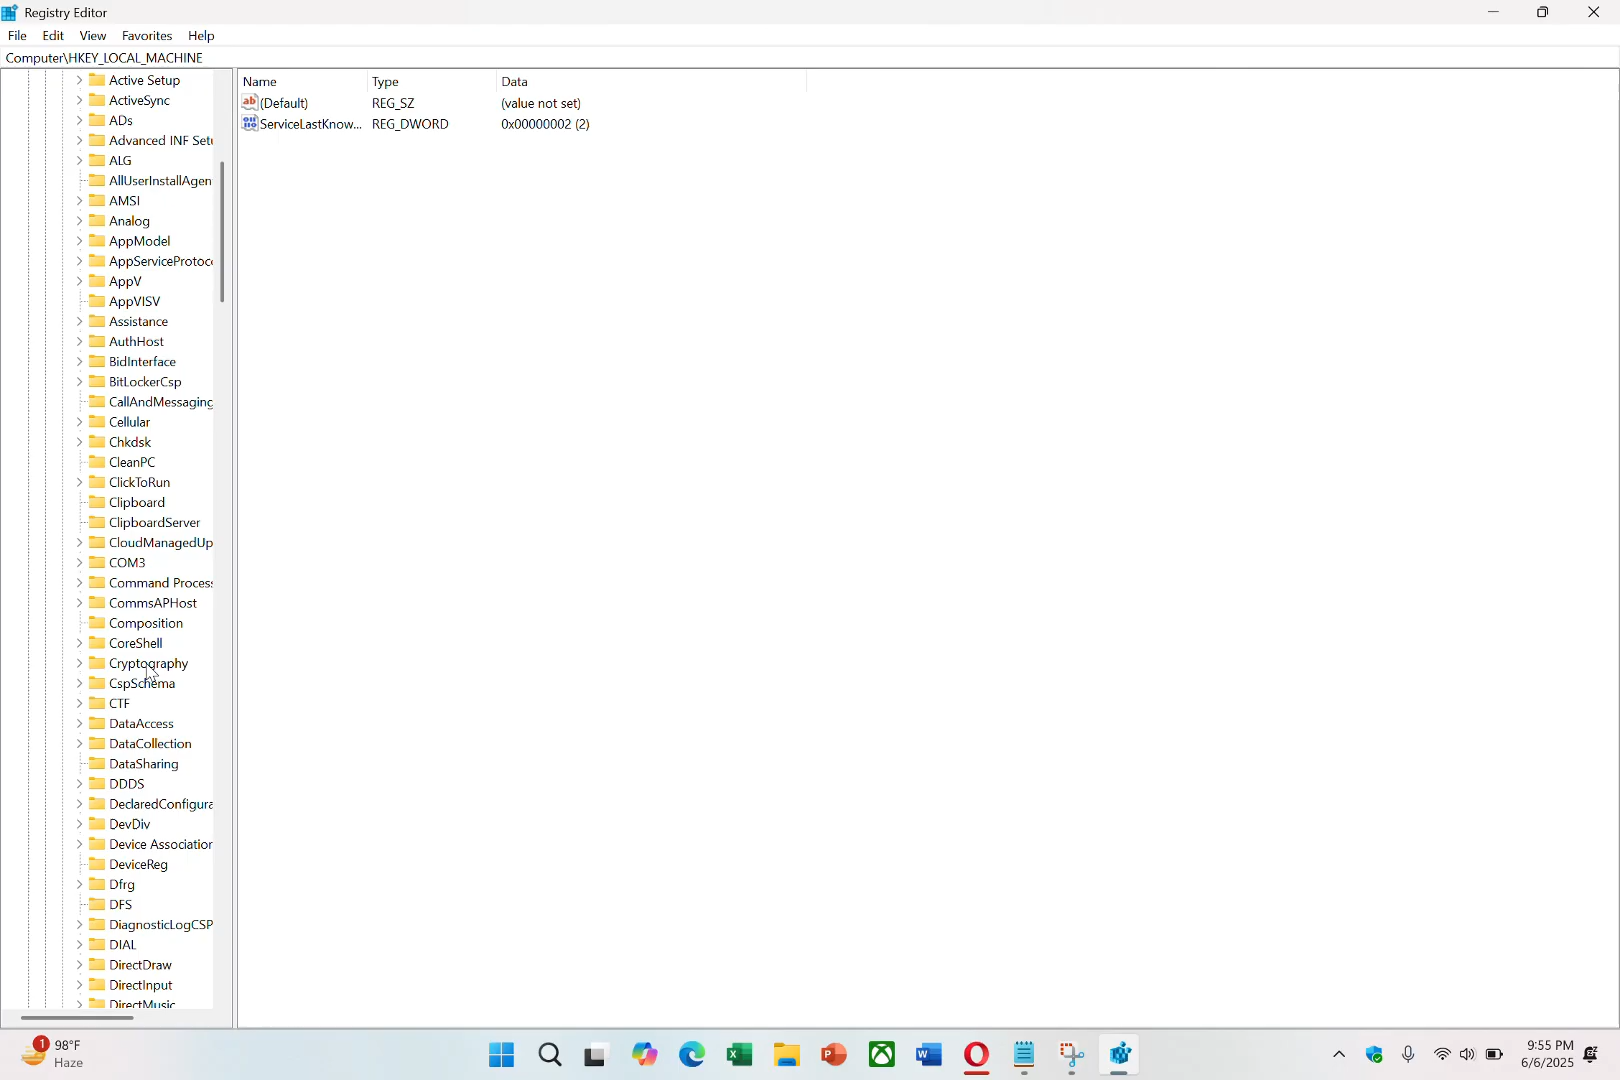 Registry Editor
File Edit View Favorites Help
Computer\HKEY_LOCAL_MACHINE
Name Type Data
(Default) REG_SZ (value not set)
ServiceLastKnow... REG_DWORD 0x00000002 (2)
Active Setup
ActiveSync
ADs
Advanced INF Setu
ALG
AllUserInstallAgen
AMSI
Analog
AppModel
AppServiceProtoco
AppV
AppVISV
Assistance
AuthHost
BidInterface
BitLockerCsp
CallAndMessaging
Cellular
Chkdsk
CleanPC
ClickToRun
Clipboard
ClipboardServer
CloudManagedUp
COM3
Command Process
CommsAPHost
Composition
CoreShell
Cryptography
CspSchema
CTF
DataAccess
DataCollection
DataSharing
DDDS
DeclaredConfigura
DevDiv
Device Association
DeviceReg
Dfrg
DFS
DiagnosticLogCSP
DIAL
DirectDraw
DirectInput
DirectMusic
1 98°F
Haze
9:55 PM
6/6/2025